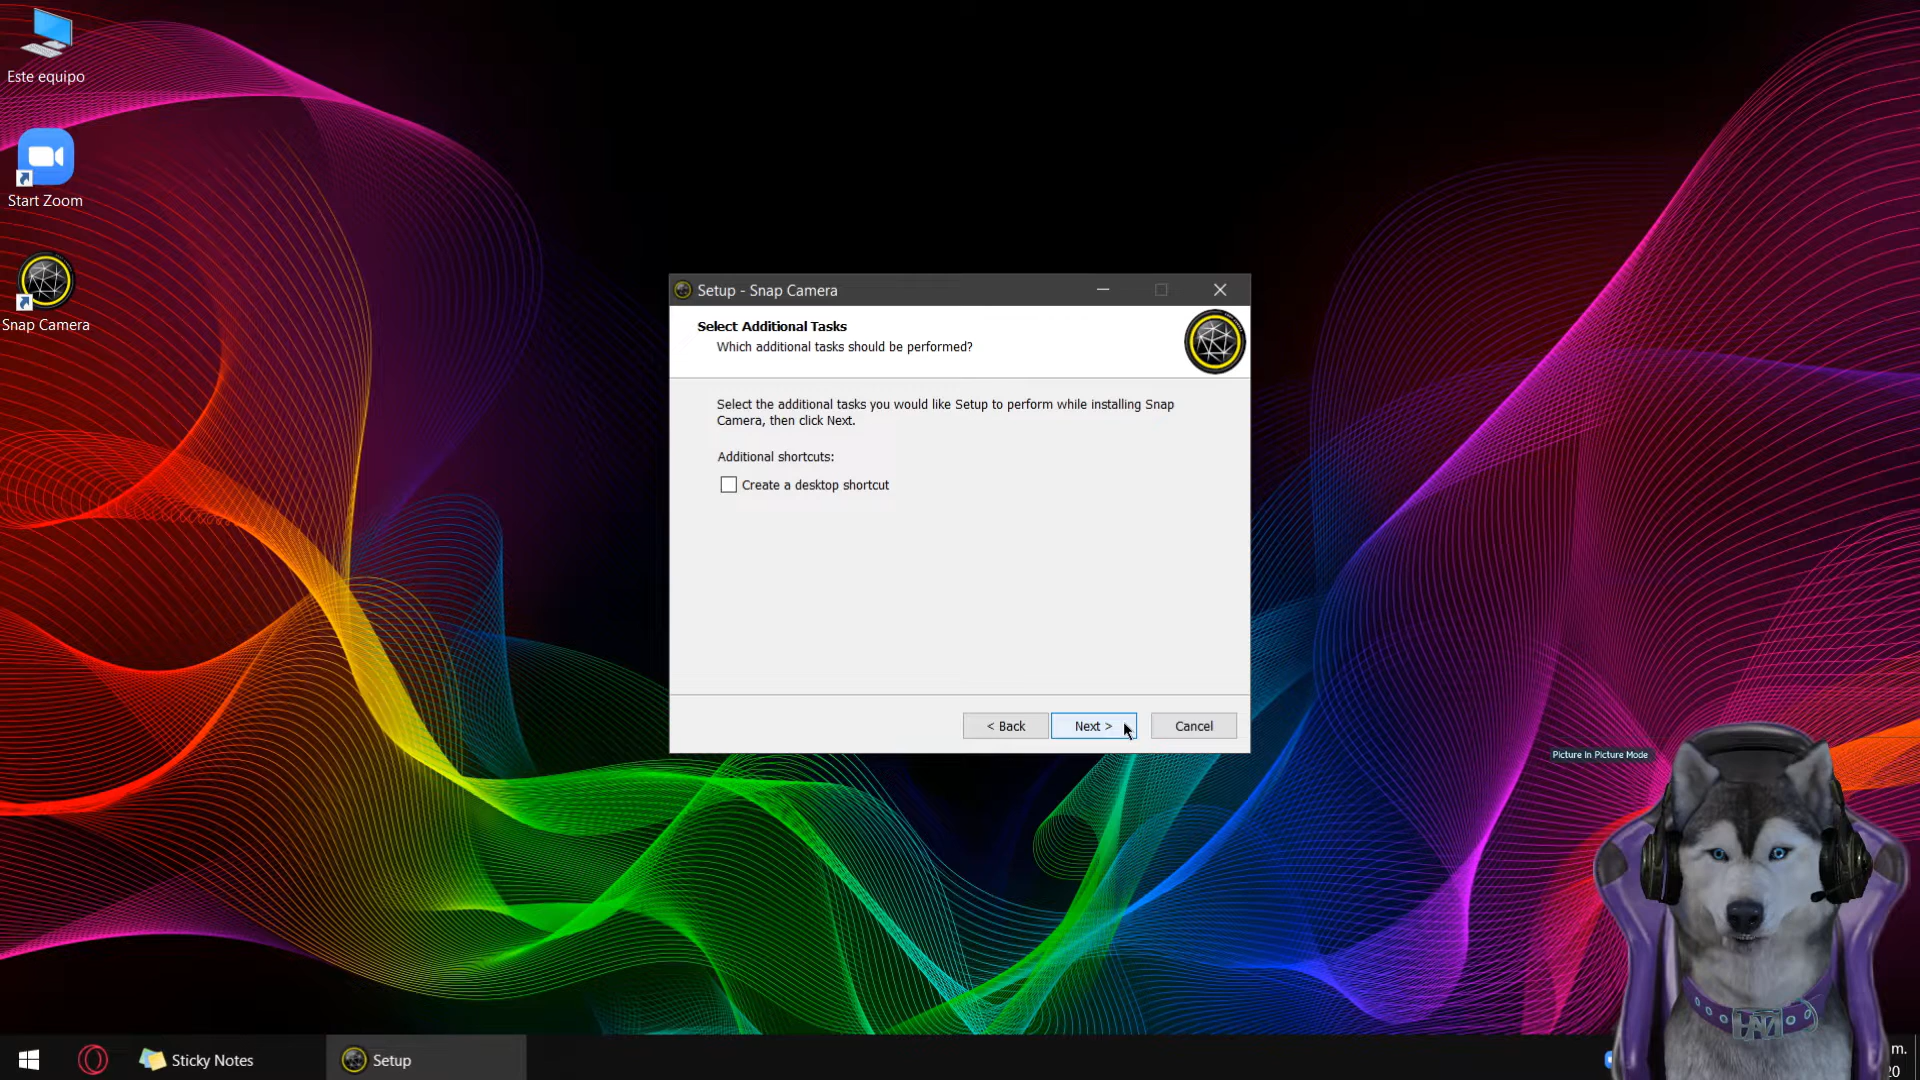 Este equipo
Start Zoom
Snap Camera
Setup - Snap Camera
Select Additional Tasks
Which additional tasks should be performed?
Select the additional tasks you would like Setup to perform while installing Snap
Camera, then click Next.
Additional shortcuts:
Create a desktop shortcut
< Back
Next >
Cancel
Picture In Picture Mode
Sticky Notes
Setup
m.
20